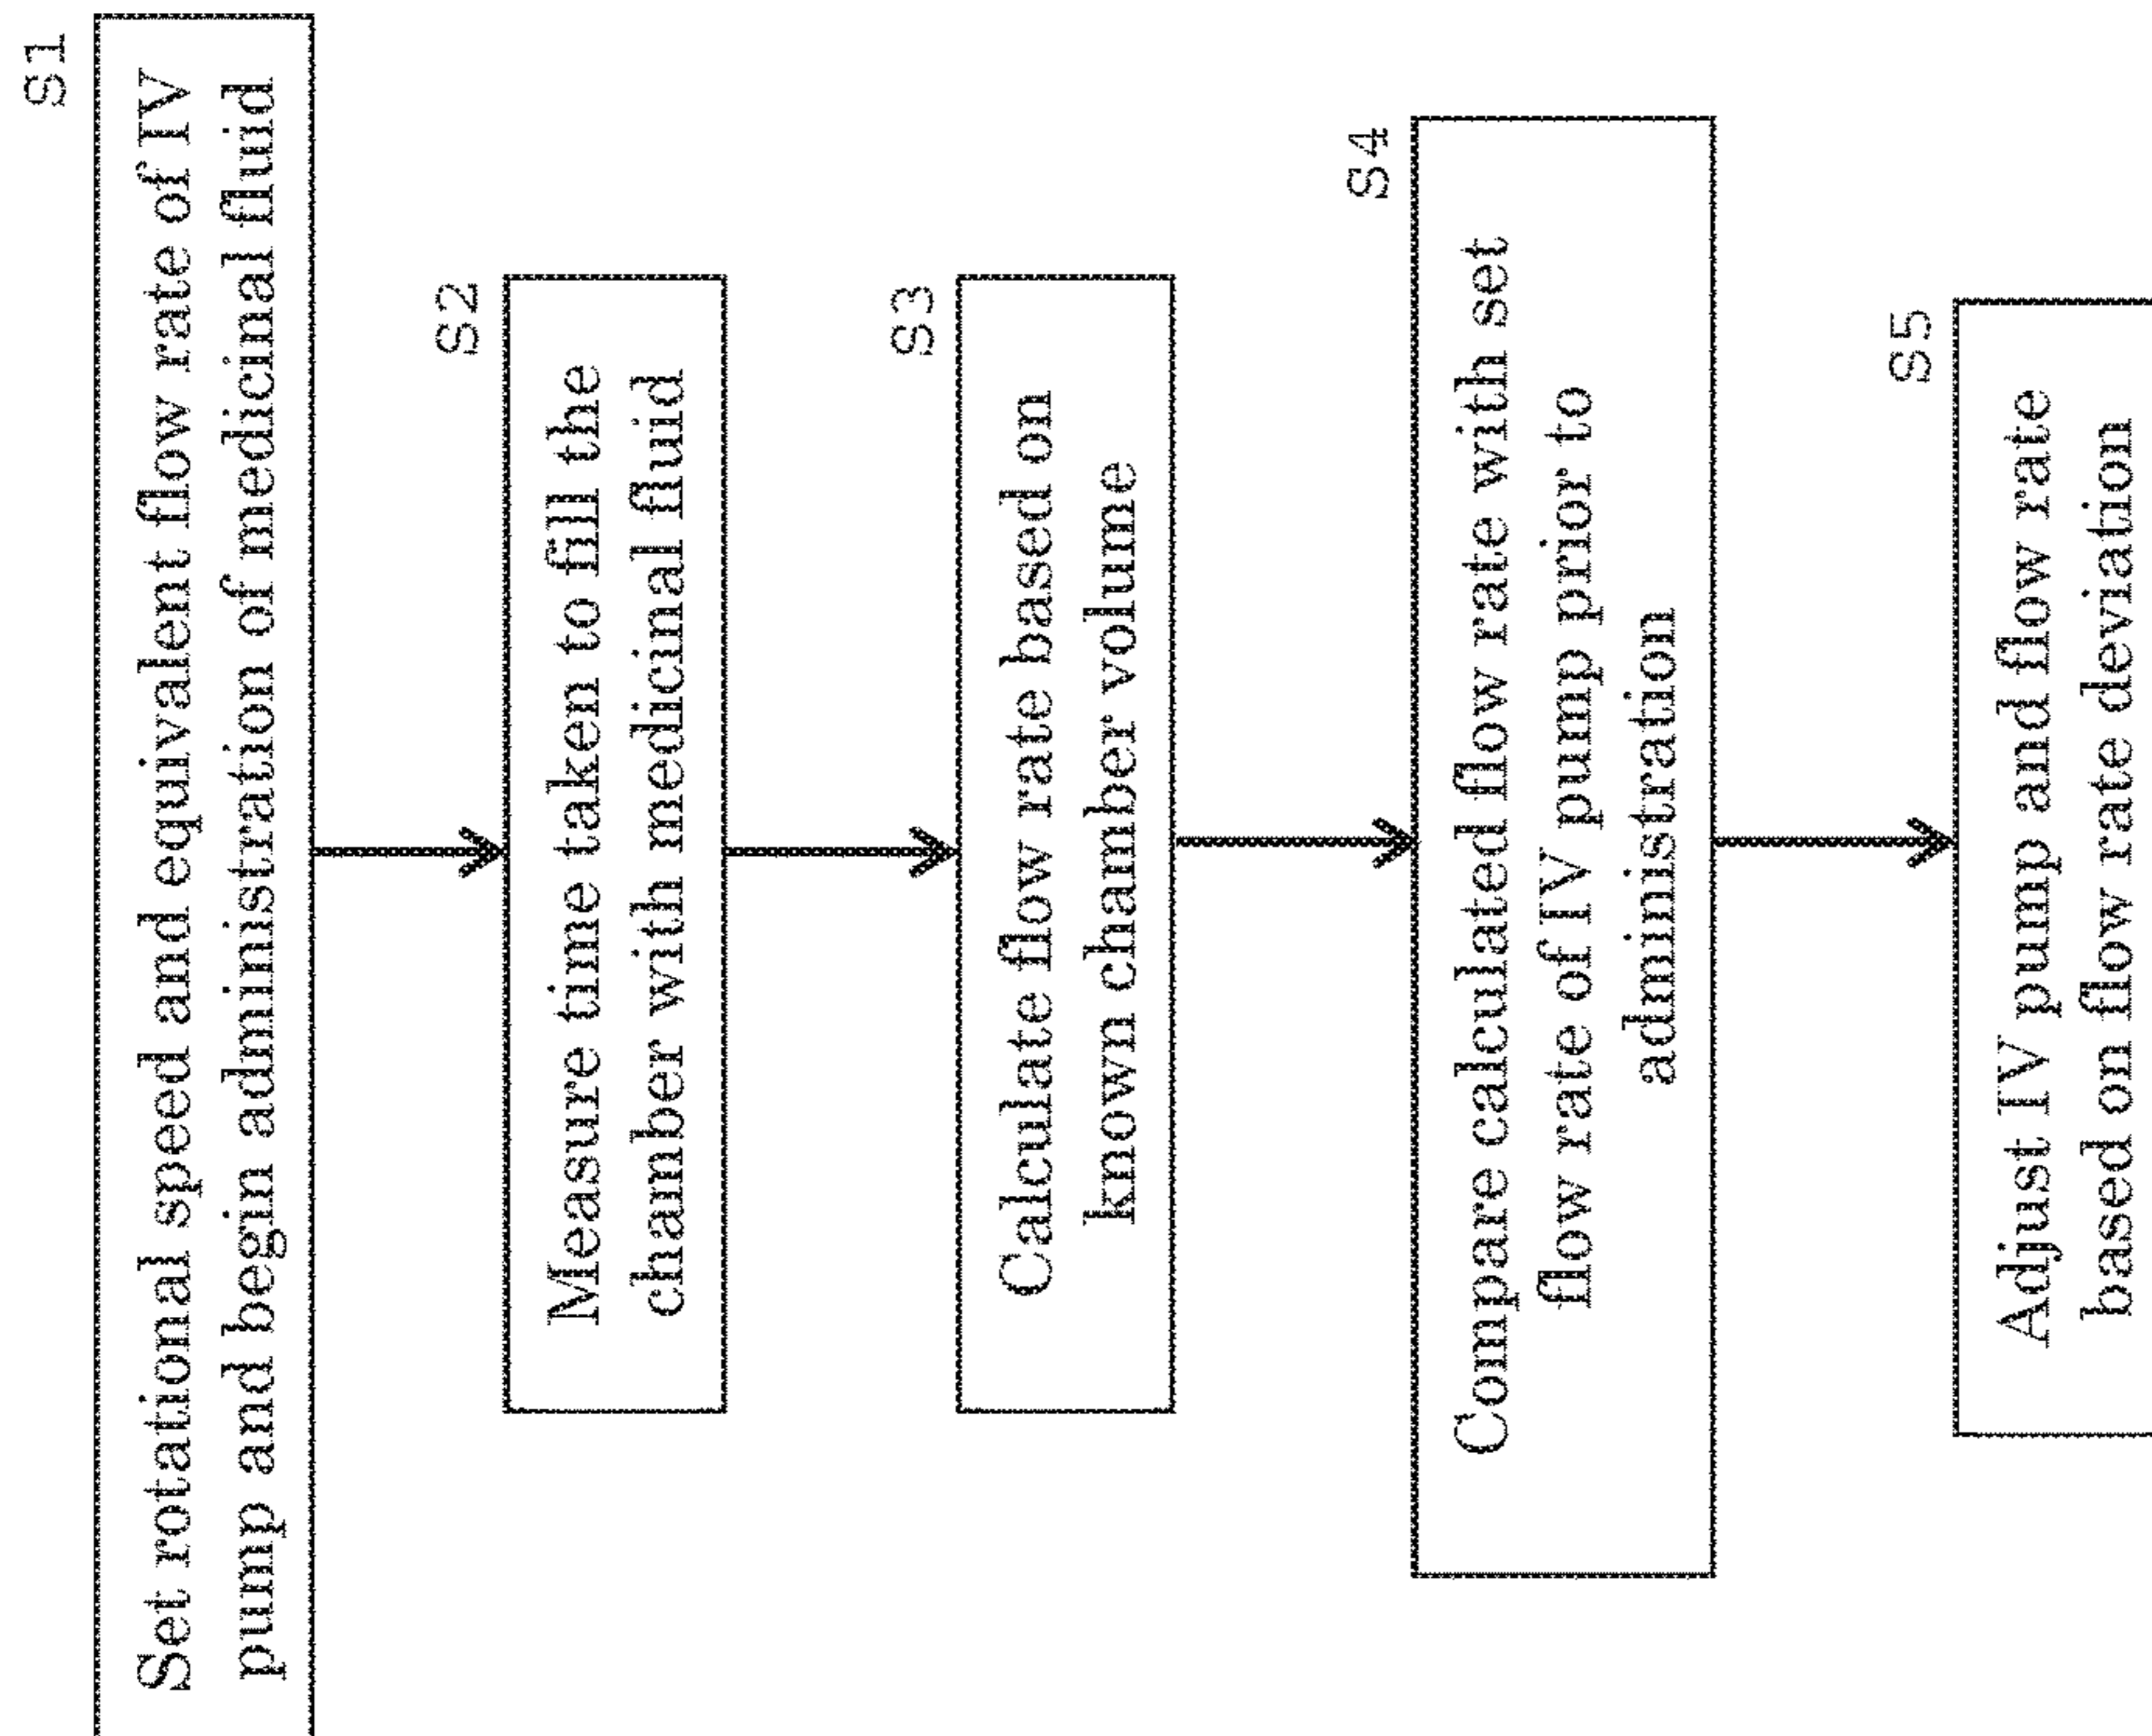 S1
Set rotational speed and equivalent flow rate of IV
pump and begin administration of medicinal fluid
S2
Measure time taken to fill the
chamber with medicinal fluid
S3
Calculate flow rate based on
known chamber volume
S4
Compare calculated flow rate with set
flow rate of IV pump prior to
administration
S5
Adjust IV pump and flow rate
based on flow rate deviation